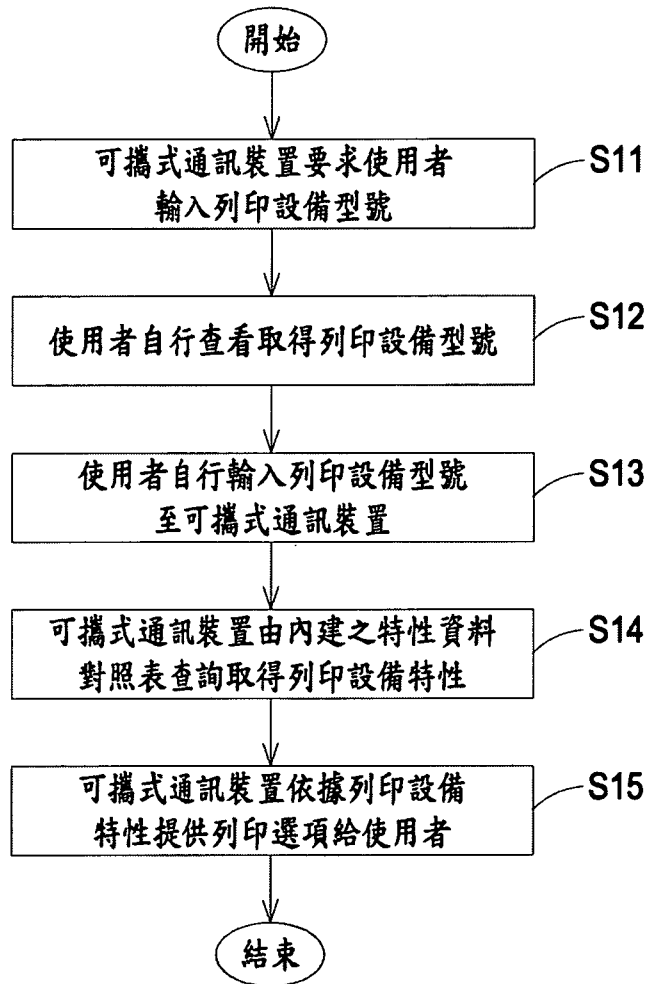 開始
可攜式通訊裝置要求使用者
輸入列印設備型號
S11
使用者自行查看取得列印設備型號
S12
使用者自行輸入列印設備型號
至可攜式通訊裝置
S13
可攜式通訊裝置由內建之特性資料
對照表查詢取得列印設備特性
S14
可攜式通訊裝置依據列印設備
特性提供列印選項給使用者
S15
結束